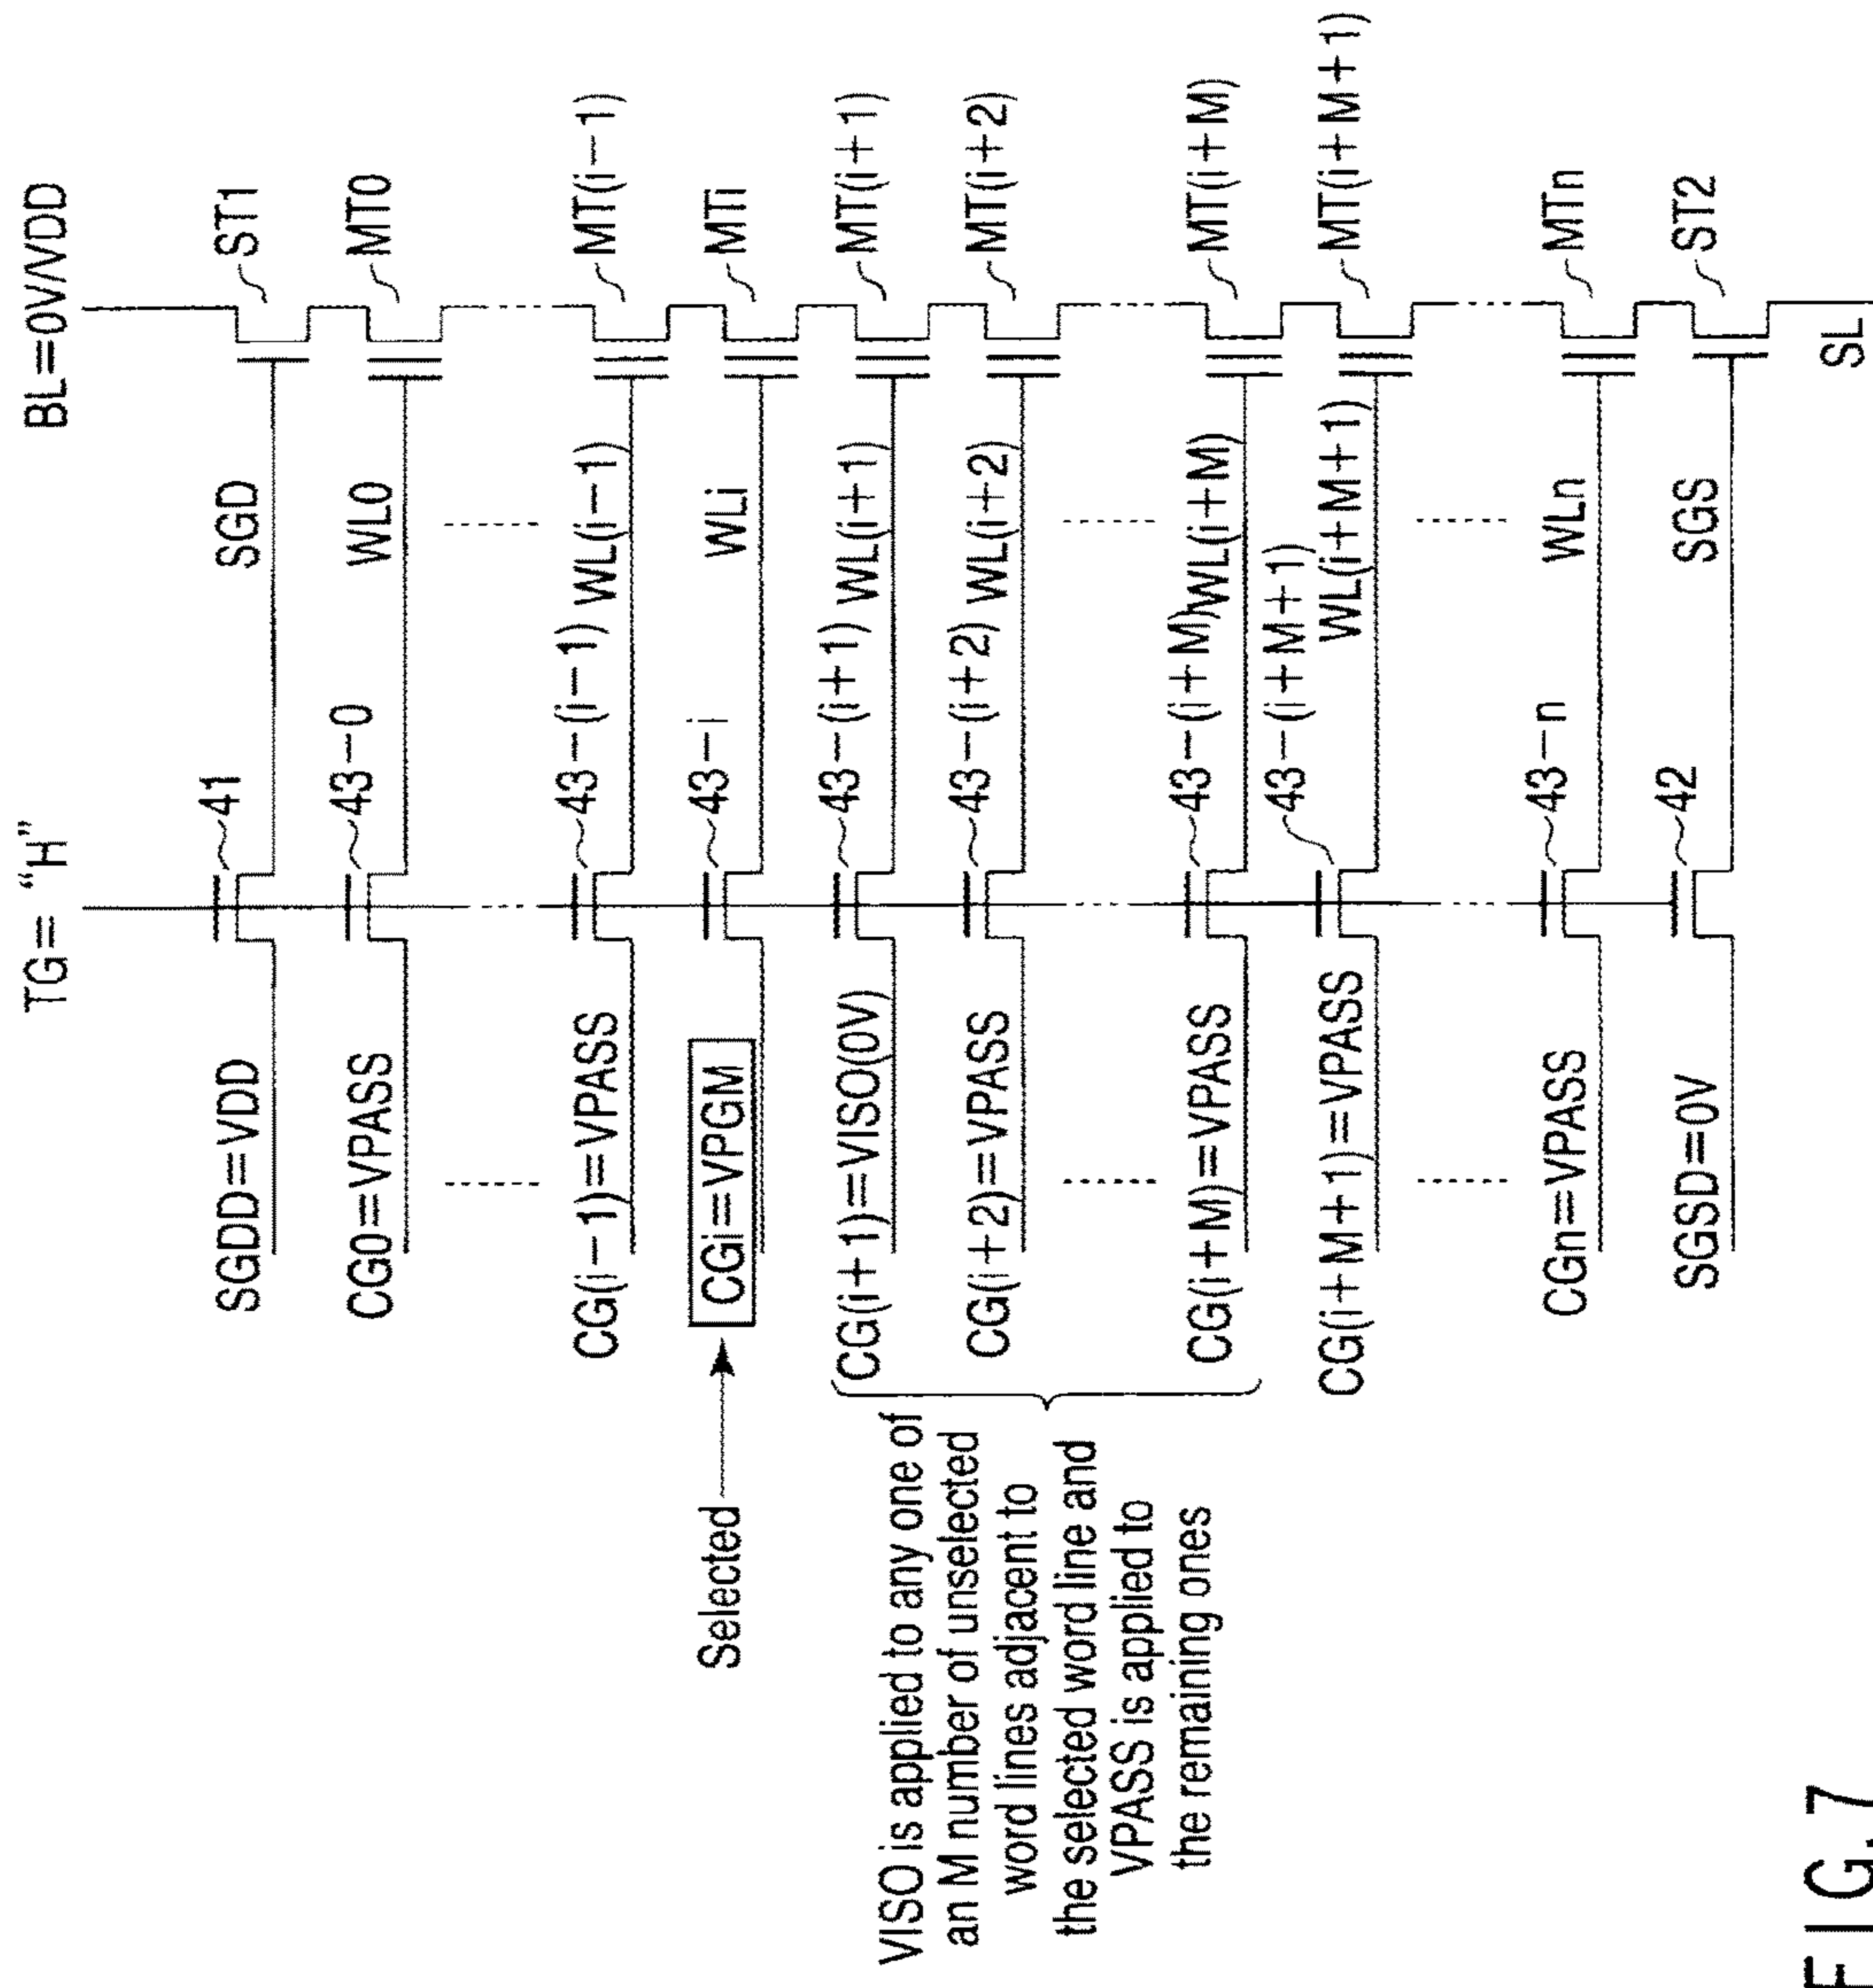 TG= “H”
BL=0V/VDD
SGDD=VDD
41
SGD
ST1
CG0=VPASS
43-0
WL0
MT0
CG(i-1)=VPASS
43-(i-1)
WL(i-1)
MT(i-1)
Selected
CGi=VPGM
43-i
WLi
MTi
CG(i+1)=VISO(0V)
43-(i+1)
WL(i+1)
MT(i+1)
CG(i+2)=VPASS
43-(i+2)
WL(i+2)
MT(i+2)
VISO is applied to any one of
an M number of unselected
word lines adjacent to
the selected word line and
VPASS is applied to
the remaining ones
CG(i+M)=VPASS
43-(i+M)
WL(i+M)
MT(i+M)
CG(i+M+1)=VPASS
43-(i+M+1)
WL(i+M+1)
MT(i+M+1)
CGn=VPASS
43-n
WLn
MTn
SGSD=0V
42
SGS
ST2
SL
FIG.7